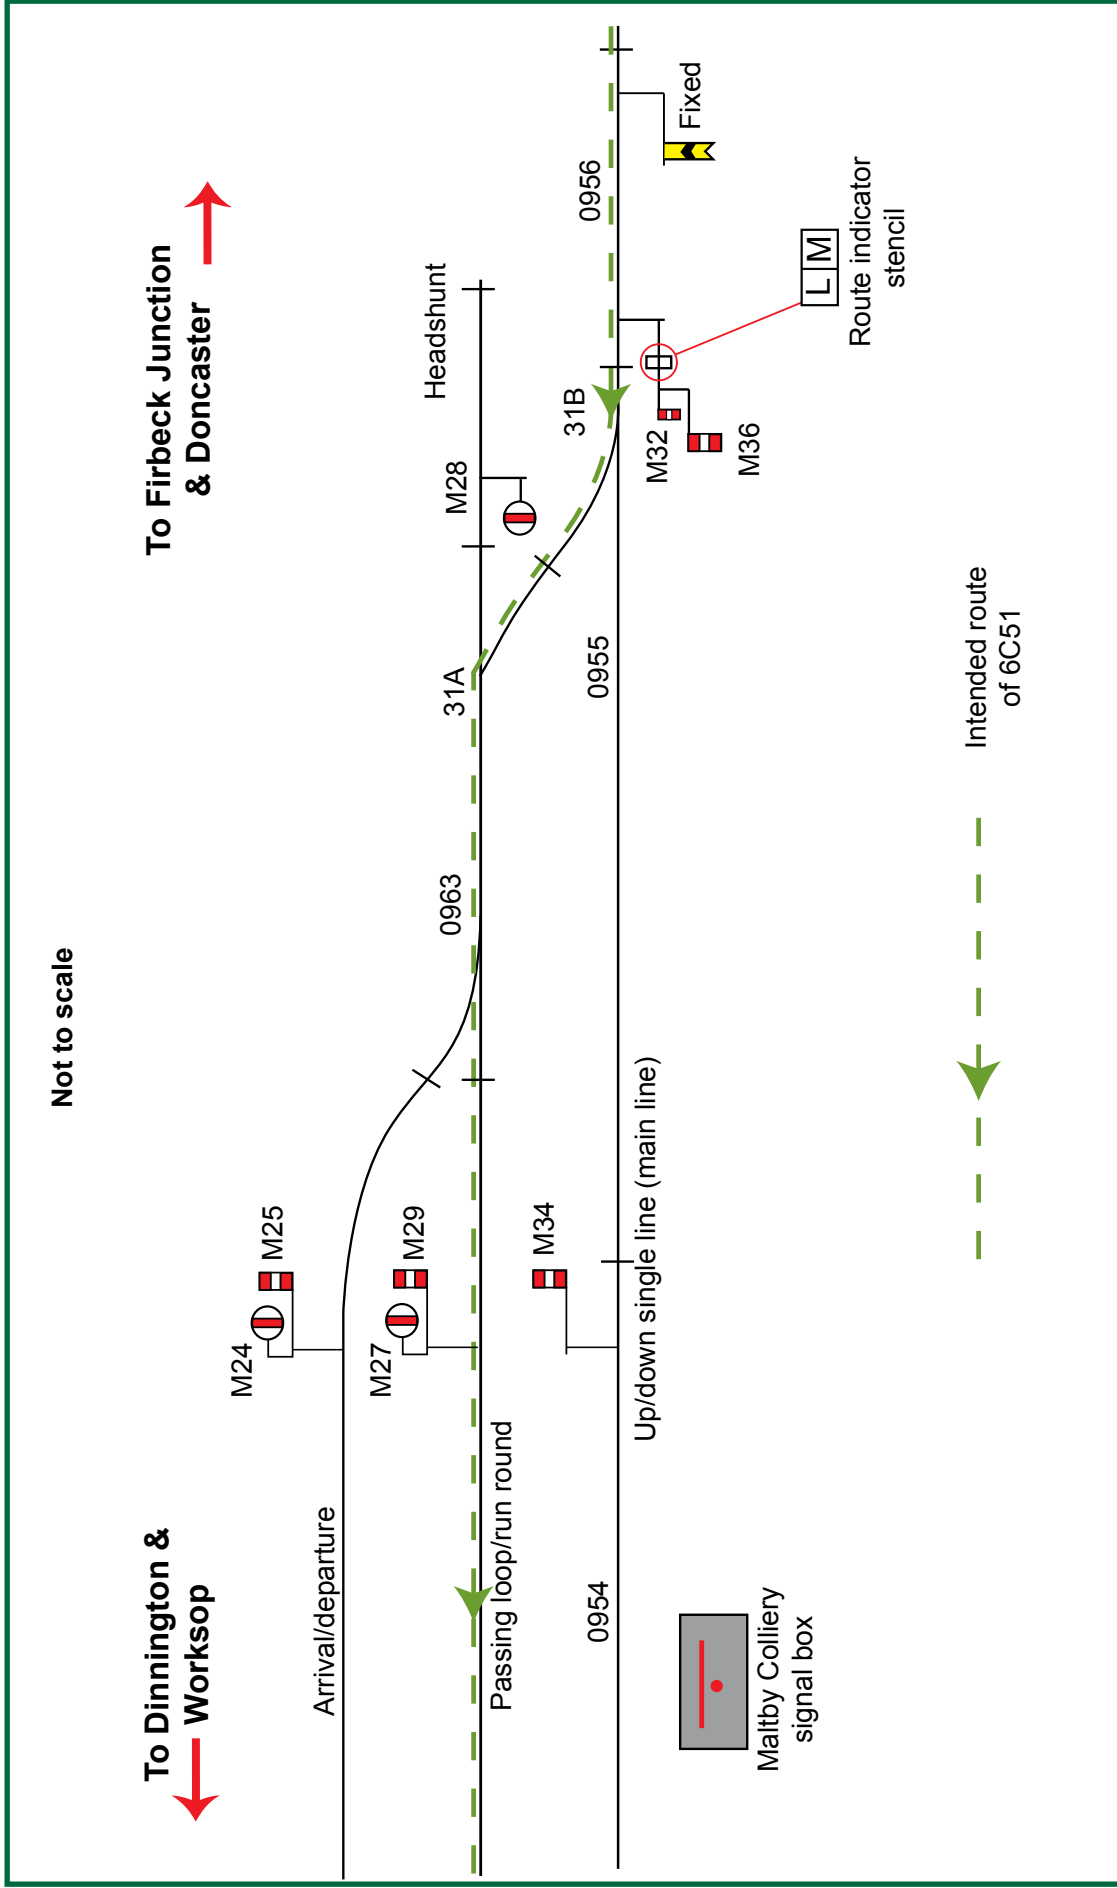 Not to scale
To Dinnington &
Worksop
To Firbeck Junction
& Doncaster
M24
M25
Arrival/departure
M27
M29
0963
31A
M28
Headshunt
Passing loop/run round
M34
0954
0955
31B
0956
Up/down single line (main line)
M32
M36
Fixed
L M
Route indicator
stencil
Maltby Colliery
signal box
Intended route
of 6C51